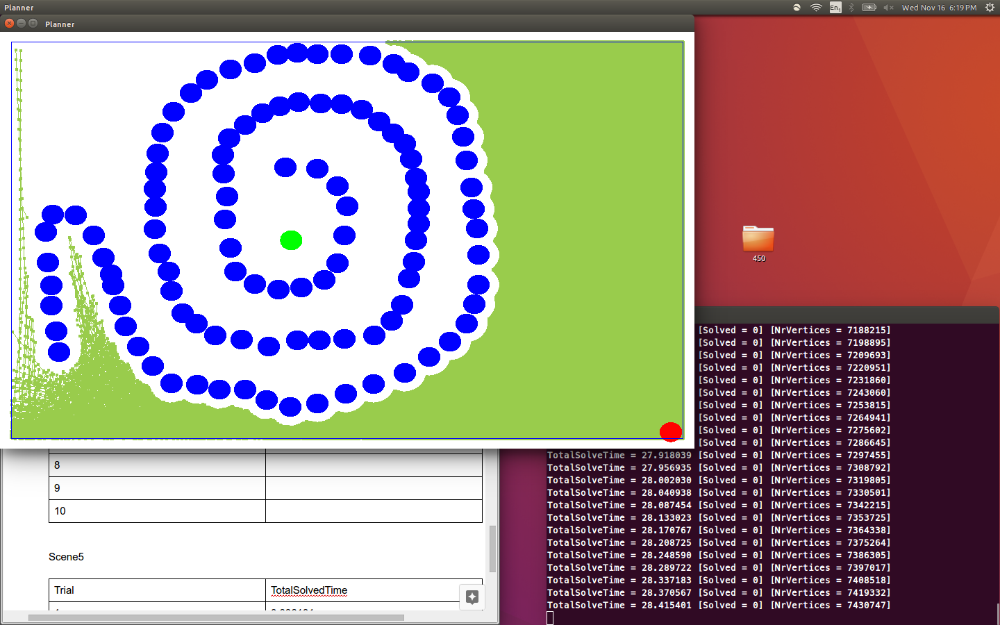 Planner
En1
Wed Nov 16 6:19 PM
Planner
450
[Solved = 0] [NrVertices = 7188215]
[Solved = 0] [NrVertices = 7198895]
[Solved = 0] [NrVertices = 7209693]
[Solved = 0] [NrVertices = 7220951]
[Solved = 0] [NrVertices = 7231860]
[Solved = 0] [NrVertices = 7243060]
[Solved = 0] [NrVertices = 7253815]
[Solved = 0] [NrVertices = 7264941]
[Solved = 0] [NrVertices = 7275602]
[Solved = 0] [NrVertices = 7286645]
TotalSolveTime = 27.918039 [Solved = 0] [NrVertices = 7297455]
TotalSolveTime = 27.956935 [Solved = 0] [NrVertices = 7308792]
TotalSolveTime = 28.002030 [Solved = 0] [NrVertices = 7319805]
TotalSolveTime = 28.040938 [Solved = 0] [NrVertices = 7330501]
TotalSolveTime = 28.087454 [Solved = 0] [NrVertices = 7342215]
TotalSolveTime = 28.133023 [Solved = 0] [NrVertices = 7353725]
TotalSolveTime = 28.170767 [Solved = 0] [NrVertices = 7364338]
TotalSolveTime = 28.208725 [Solved = 0] [NrVertices = 7375264]
TotalSolveTime = 28.248590 [Solved = 0] [NrVertices = 7386305]
TotalSolveTime = 28.289722 [Solved = 0] [NrVertices = 7397017]
TotalSolveTime = 28.337183 [Solved = 0] [NrVertices = 7408518]
TotalSolveTime = 28.370567 [Solved = 0] [NrVertices = 7419332]
TotalSolveTime = 28.415401 [Solved = 0] [NrVertices = 7430747]
8
9
10
Scene5
Trial TotalSolvedTime